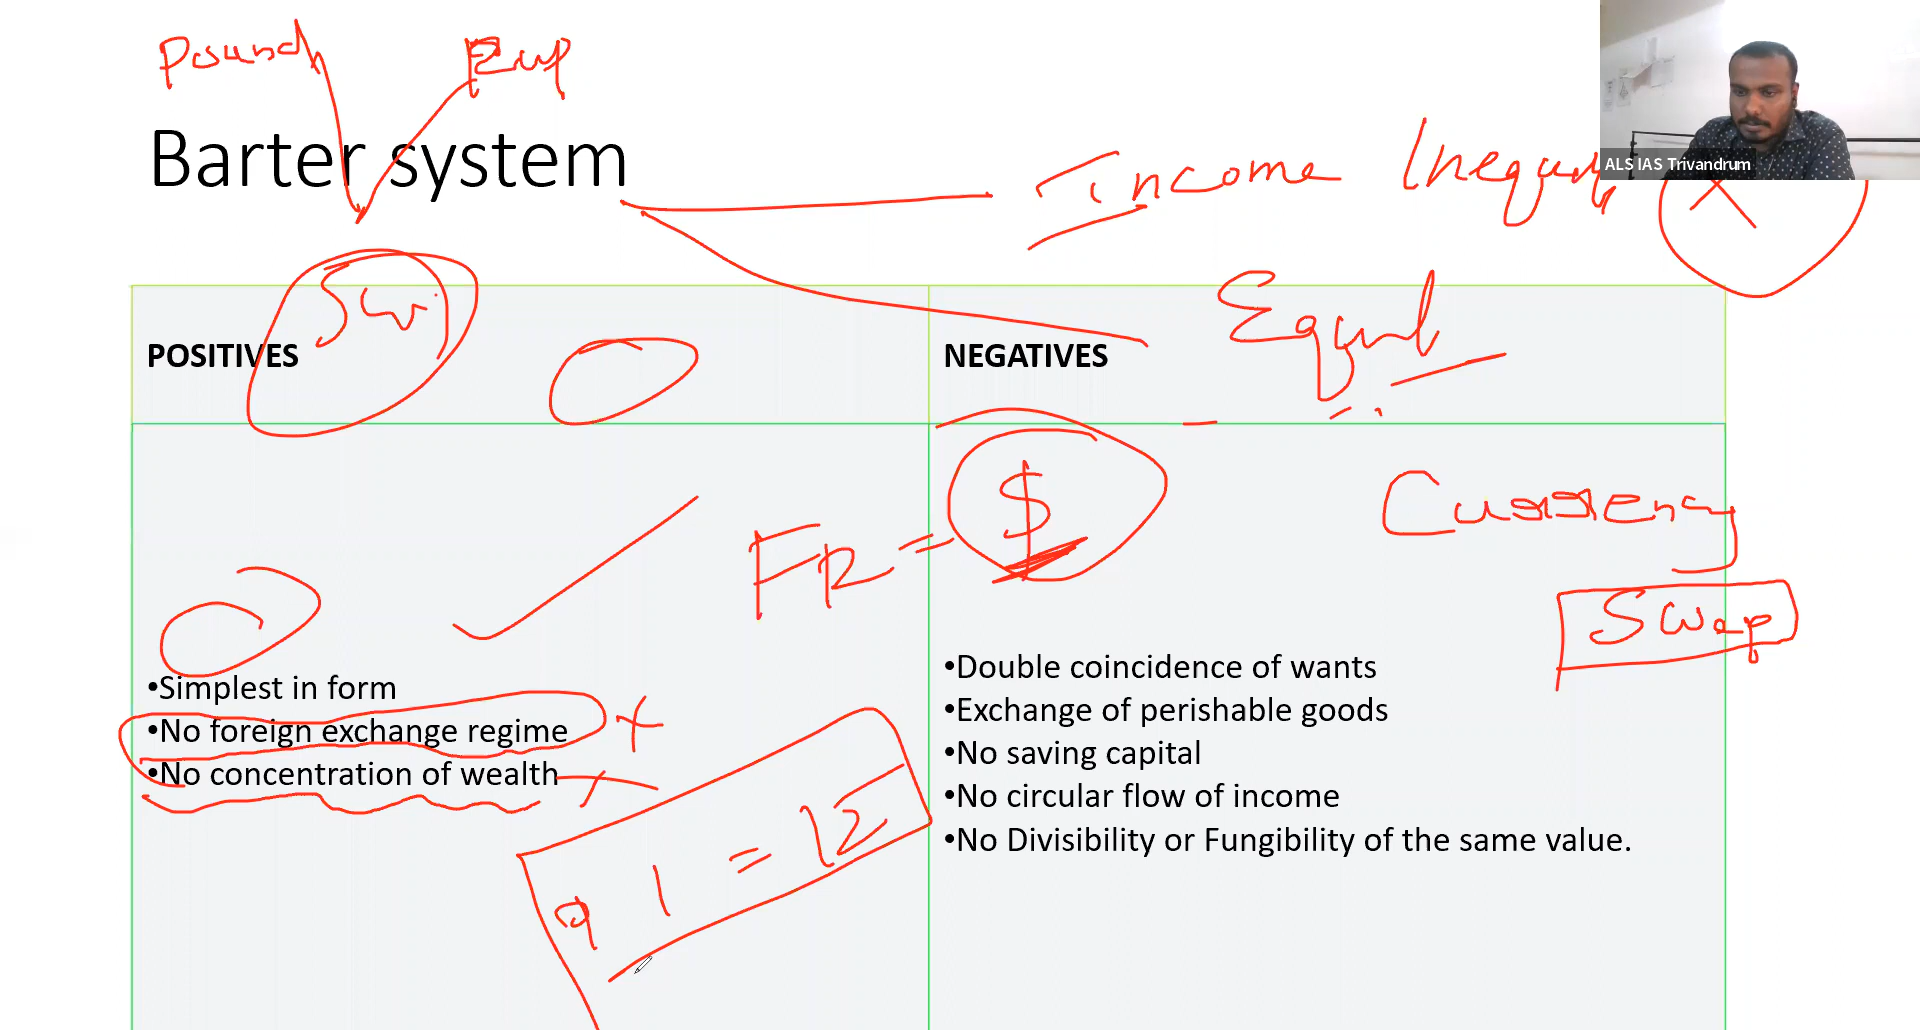 Pound Rup
ALS IAS Trivandrum
Barter system
Income
Sw
Equal
POSITIVES
NEGATIVES
$
Currency
FR =
Swap
•Simplest in form
•No foreign exchange regime
•No concentration of wealth
•Double coincidence of wants
•Exchange of perishable goods
•No saving capital
•No circular flow of income
•No Divisibility or Fungibility of the same value.
1 =